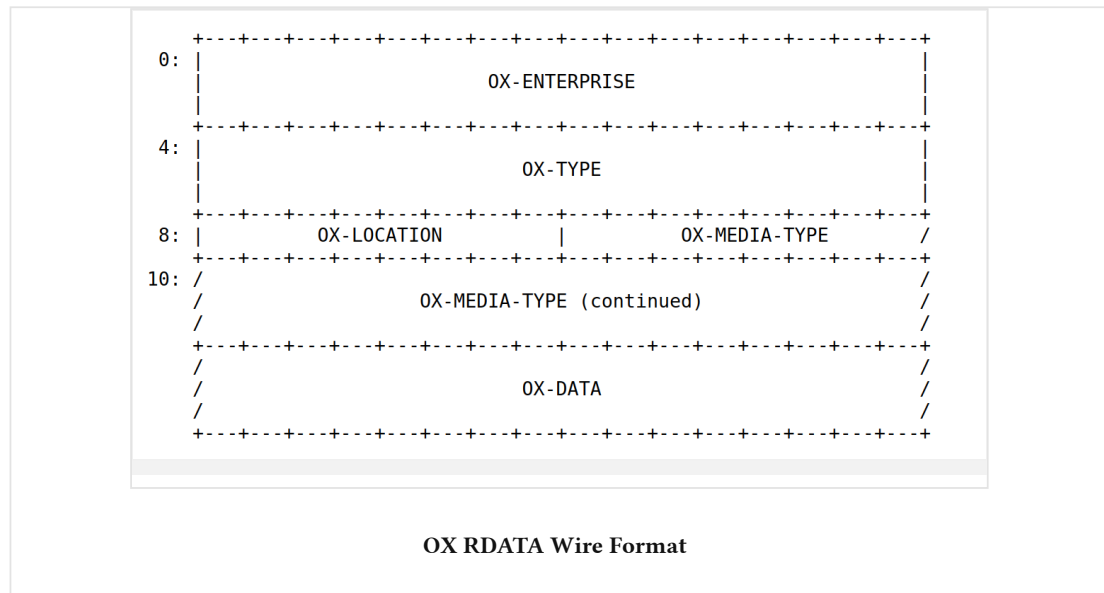 +---+---+---+---+---+---+---+---+---+---+---+---+---+---+---+---+
0: |                                                               |
|                         OX-ENTERPRISE                         |
|                                                               |
+---+---+---+---+---+---+---+---+---+---+---+---+---+---+---+---+
4: |                                                               |
|                            OX-TYPE                            |
|                                                               |
+---+---+---+---+---+---+---+---+---+---+---+---+---+---+---+---+
8: |          OX-LOCATION          |          OX-MEDIA-TYPE        /
+---+---+---+---+---+---+---+---+---+---+---+---+---+---+---+---+
10: /                                                               /
/                   OX-MEDIA-TYPE (continued)                   /
/                                                               /
+---+---+---+---+---+---+---+---+---+---+---+---+---+---+---+---+
/                                                               /
/                            OX-DATA                            /
/                                                               /
+---+---+---+---+---+---+---+---+---+---+---+---+---+---+---+---+
OX RDATA Wire Format